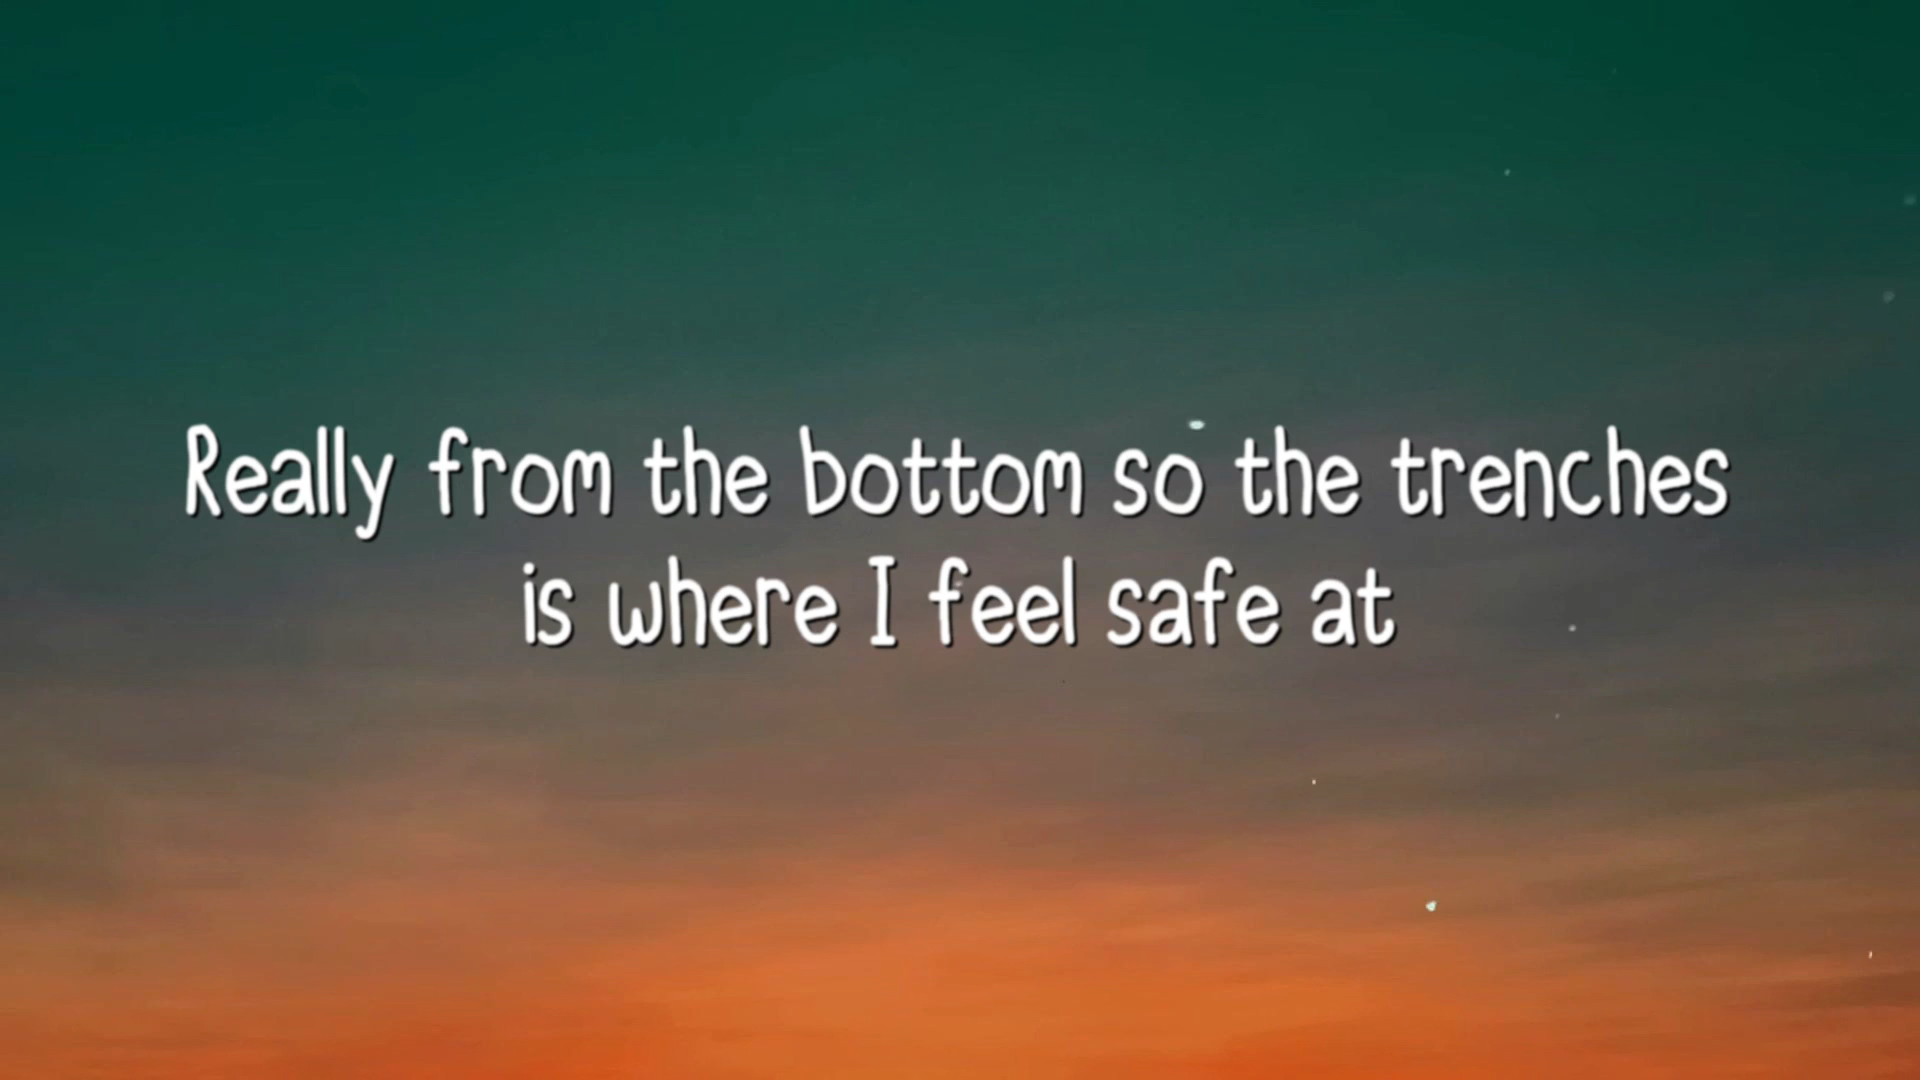 Really from the bottom so the trenches
is where I feel safe at